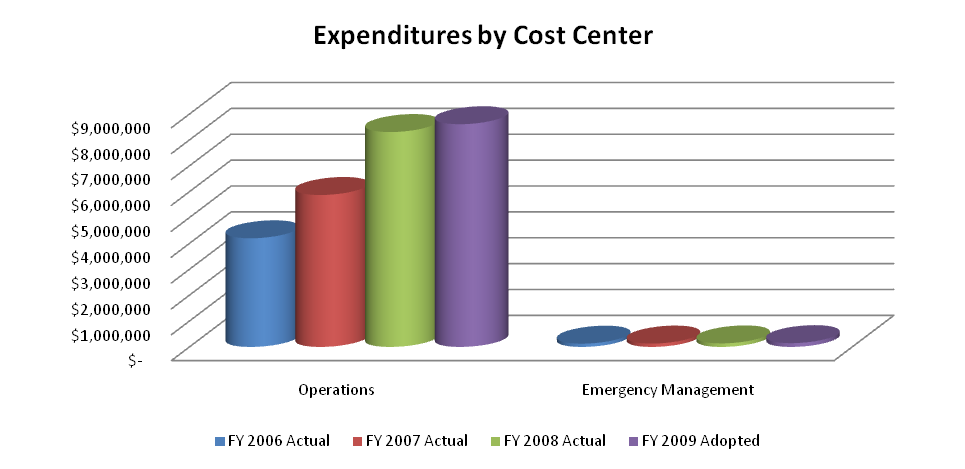 Expenditures by Cost Center
$9,000,000
$8,000,000
$7,000,000
$6,000,000
$5,000,000
$4,000,000
$3,000,000
$2,000,000
$1,000,000
$-
Operations
Emergency Management
FY 2006 Actual
FY 2007 Actual
FY 2008 Actual
FY 2009 Adopted